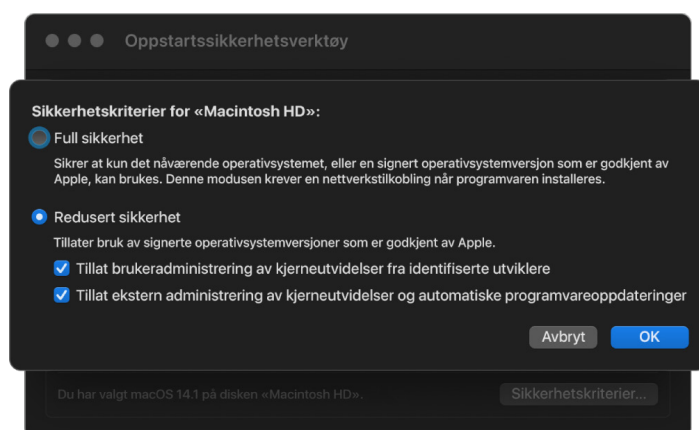 Oppstartssikkerhetsverktøy
Sikkerhetskriterier for «Macintosh HD»:
Full sikkerhet
Sikrer at kun det nåværende operativsystemet, eller en signert operativsystemversjon som er godkjent av
Apple, kan brukes. Denne modusen krever en nettverkstilkobling når programvaren installeres.
Redusert sikkerhet
Tillater bruk av signerte operativsystemversjoner som er godkjent av Apple.
Tillat brukeradministrering av kjerneutvidelser fra identifiserte utviklere
Tillat ekstern administrering av kjerneutvidelser og automatiske programvareoppdateringer
Avbryt OK
Du har valgt macOS 14.1 på disken «Macintosh HD». Sikkerhetskriterier...